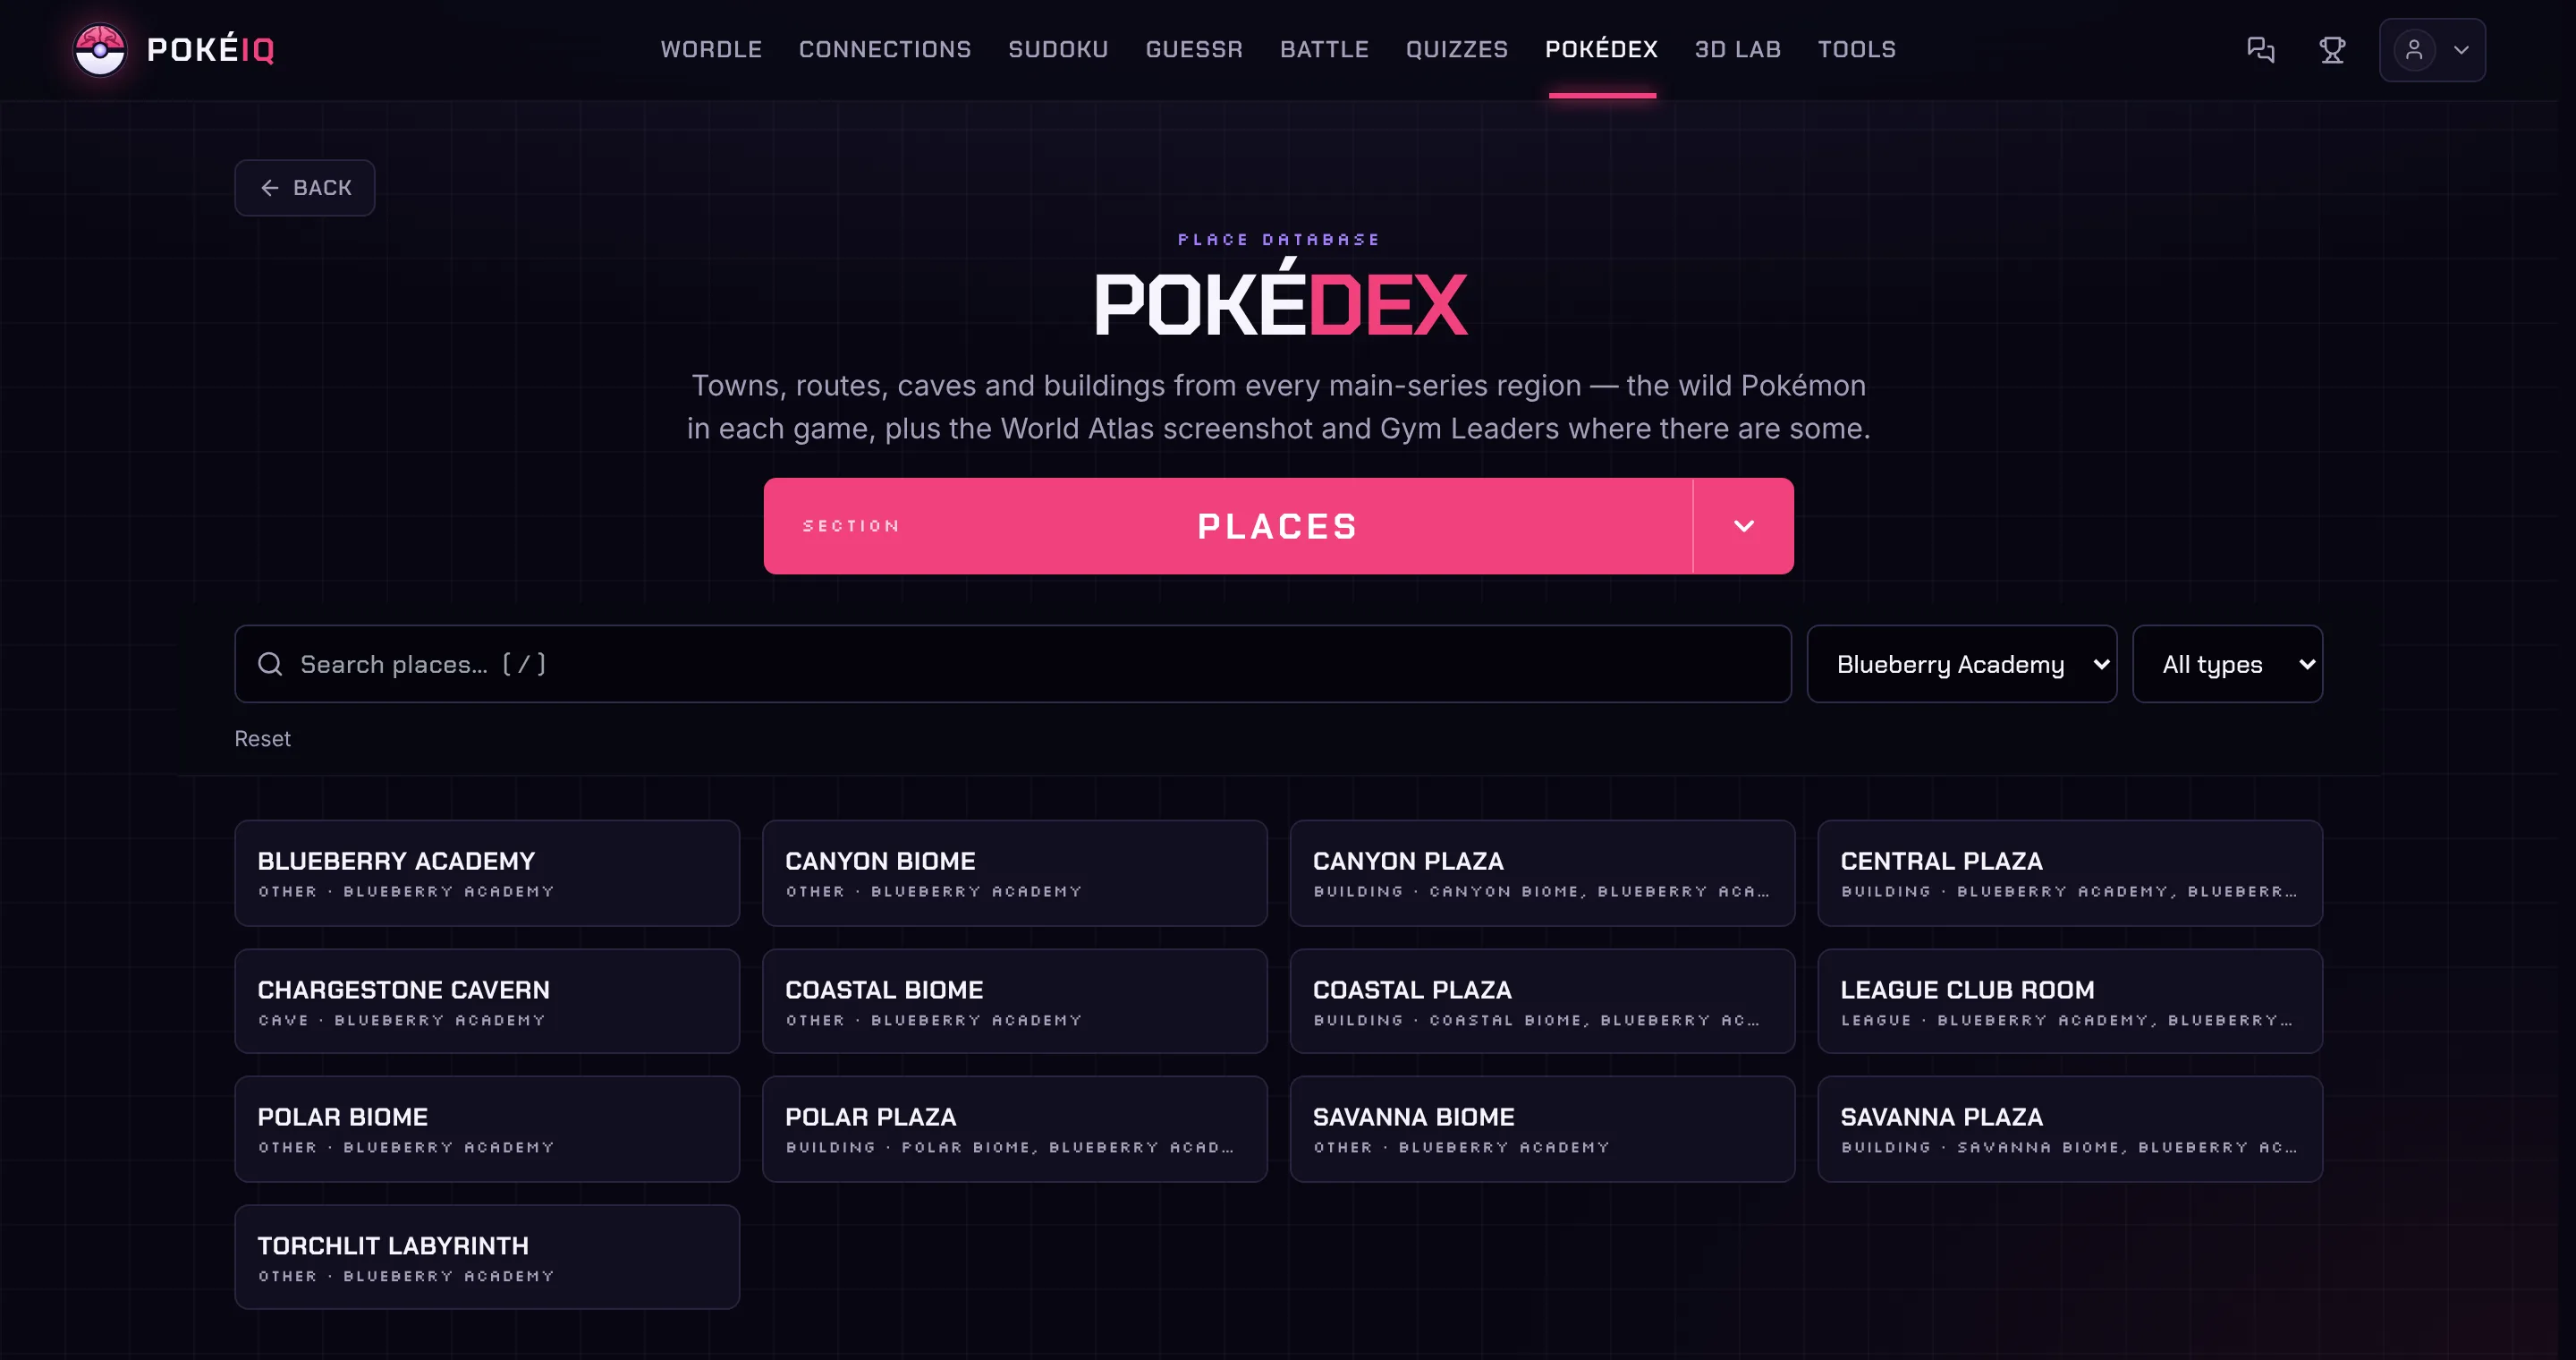 POKÉIQ
WORDLE CONNECTIONS SUDOKU GUESSR BATTLE QUIZZES POKÉDEX 3D LAB TOOLS
BACK
PLACE DATABASE
POKÉDEX
Towns, routes, caves and buildings from every main-series region — the wild Pokémon
in each game, plus the World Atlas screenshot and Gym Leaders where there are some.
SECTION PLACES
Search places... [ / ] Blueberry Academy All types
Reset
BLUEBERRY ACADEMY
OTHER · BLUEBERRY ACADEMY
CANYON BIOME
OTHER · BLUEBERRY ACADEMY
CANYON PLAZA
BUILDING · CANYON BIOME, BLUEBERRY ACA...
CENTRAL PLAZA
BUILDING · BLUEBERRY ACADEMY, BLUEBERR...
CHARGESTONE CAVERN
CAVE · BLUEBERRY ACADEMY
COASTAL BIOME
OTHER · BLUEBERRY ACADEMY
COASTAL PLAZA
BUILDING · COASTAL BIOME, BLUEBERRY AC...
LEAGUE CLUB ROOM
LEAGUE · BLUEBERRY ACADEMY, BLUEBERRY...
POLAR BIOME
OTHER · BLUEBERRY ACADEMY
POLAR PLAZA
BUILDING · POLAR BIOME, BLUEBERRY ACAD...
SAVANNA BIOME
OTHER · BLUEBERRY ACADEMY
SAVANNA PLAZA
BUILDING · SAVANNA BIOME, BLUEBERRY AC...
TORCHLIT LABYRINTH
OTHER · BLUEBERRY ACADEMY